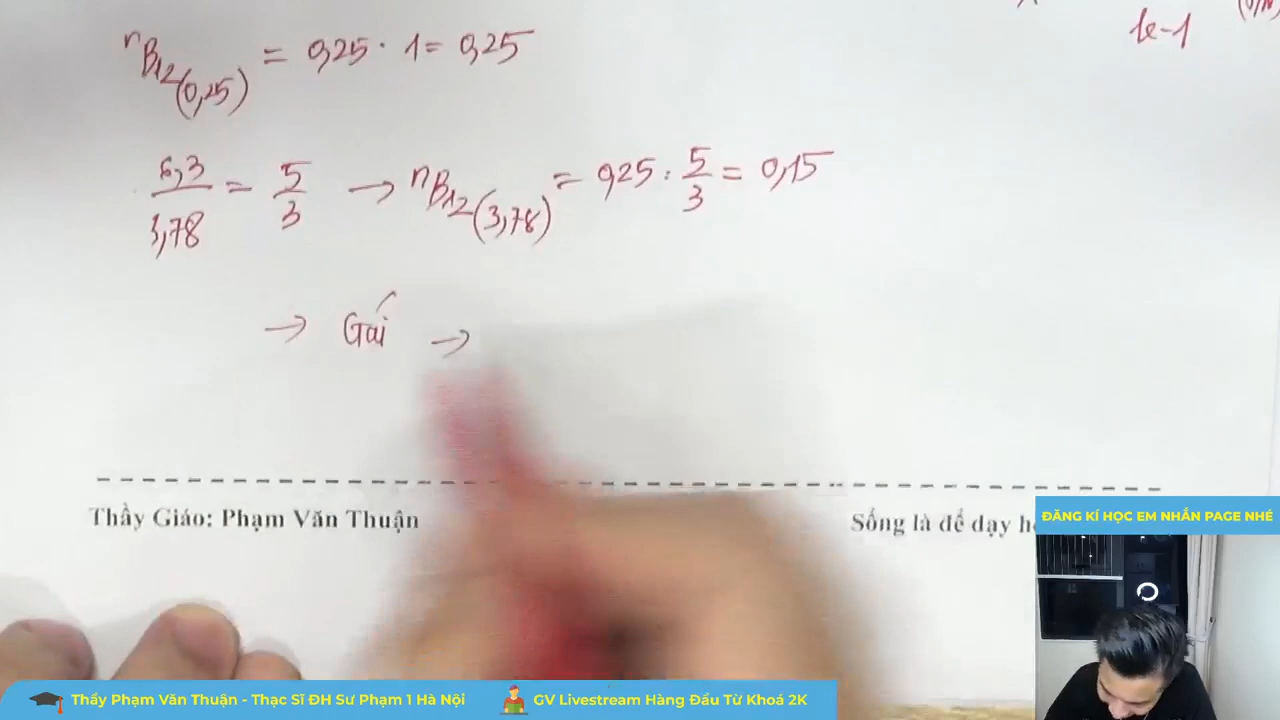 nB12(0,25) = 0,25 . 1 = 0,25
1e-1
6,3/3,78 = 5/3 → nB12(3,78) = 0,25 : 5/3 = 0,15
→ Gái →
Thầy Giáo: Phạm Văn Thuận
Sống là để dạy
ĐĂNG KÍ HỌC EM NHẮN PAGE NHÉ
Thầy Phạm Văn Thuận - Thạc Sĩ ĐH Sư Phạm 1 Hà Nội
GV Livestream Hàng Đầu Từ Khoá 2K